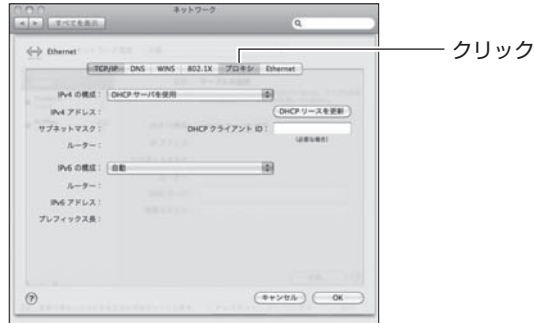 ネットワーク
すべてを表示
Ethernet
TCP/IP DNS WINS 802.1X プロキシ Ethernet
クリック
IPv4 の構成： DHCP サーバを使用
IPv4 アドレス： DHCP リースを更新
サブネットマスク： DHCP クライアント ID：
ルーター： （必要な場合）
IPv6 の構成： 自動
ルーター：
IPv6 アドレス：
プレフィックス長：
? キャンセル OK